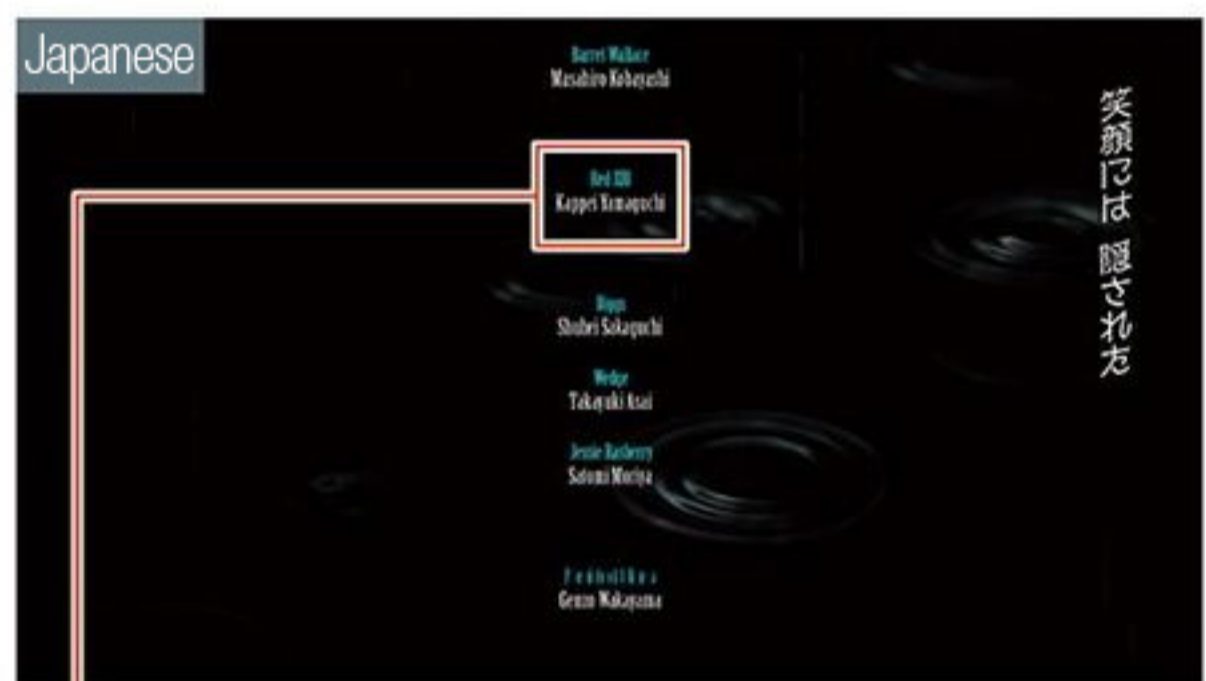 Japanese
Barret Wallace
Masahiro Kobayashi
Red XIII
Kappei Yamaguchi
Biggs
Shuhei Sakaguchi
Wedge
Takayuki Asai
Jessie Rasberry
Satomi Moriya
Genzo Wakayama
笑顔には 隠された